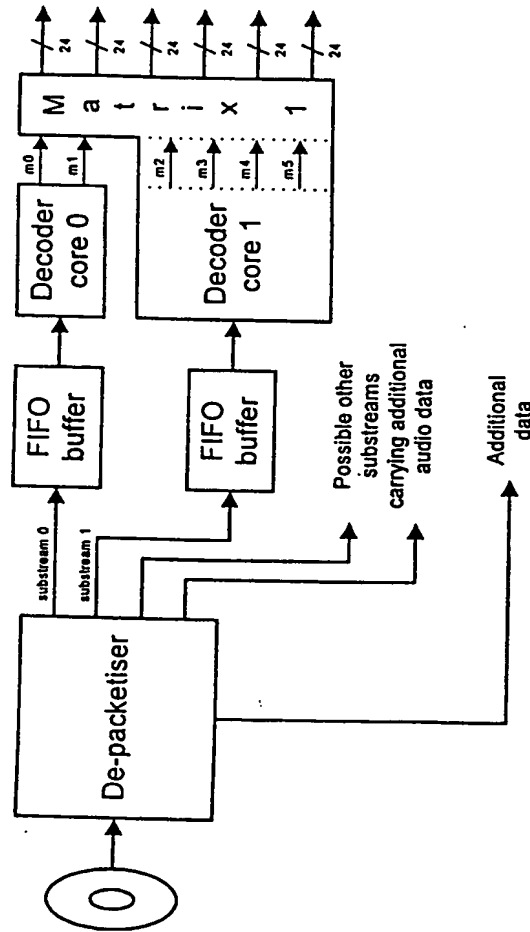 De-packetiser
substream 0
substream 1
FIFO
buffer
FIFO
buffer
Decoder
core 0
Decoder
core 1
m0
m1
m2
m3
m4
m5
Matrix 1
24
24
24
24
24
24
Possible other
substreams
carrying additional
audio data
Additional
data